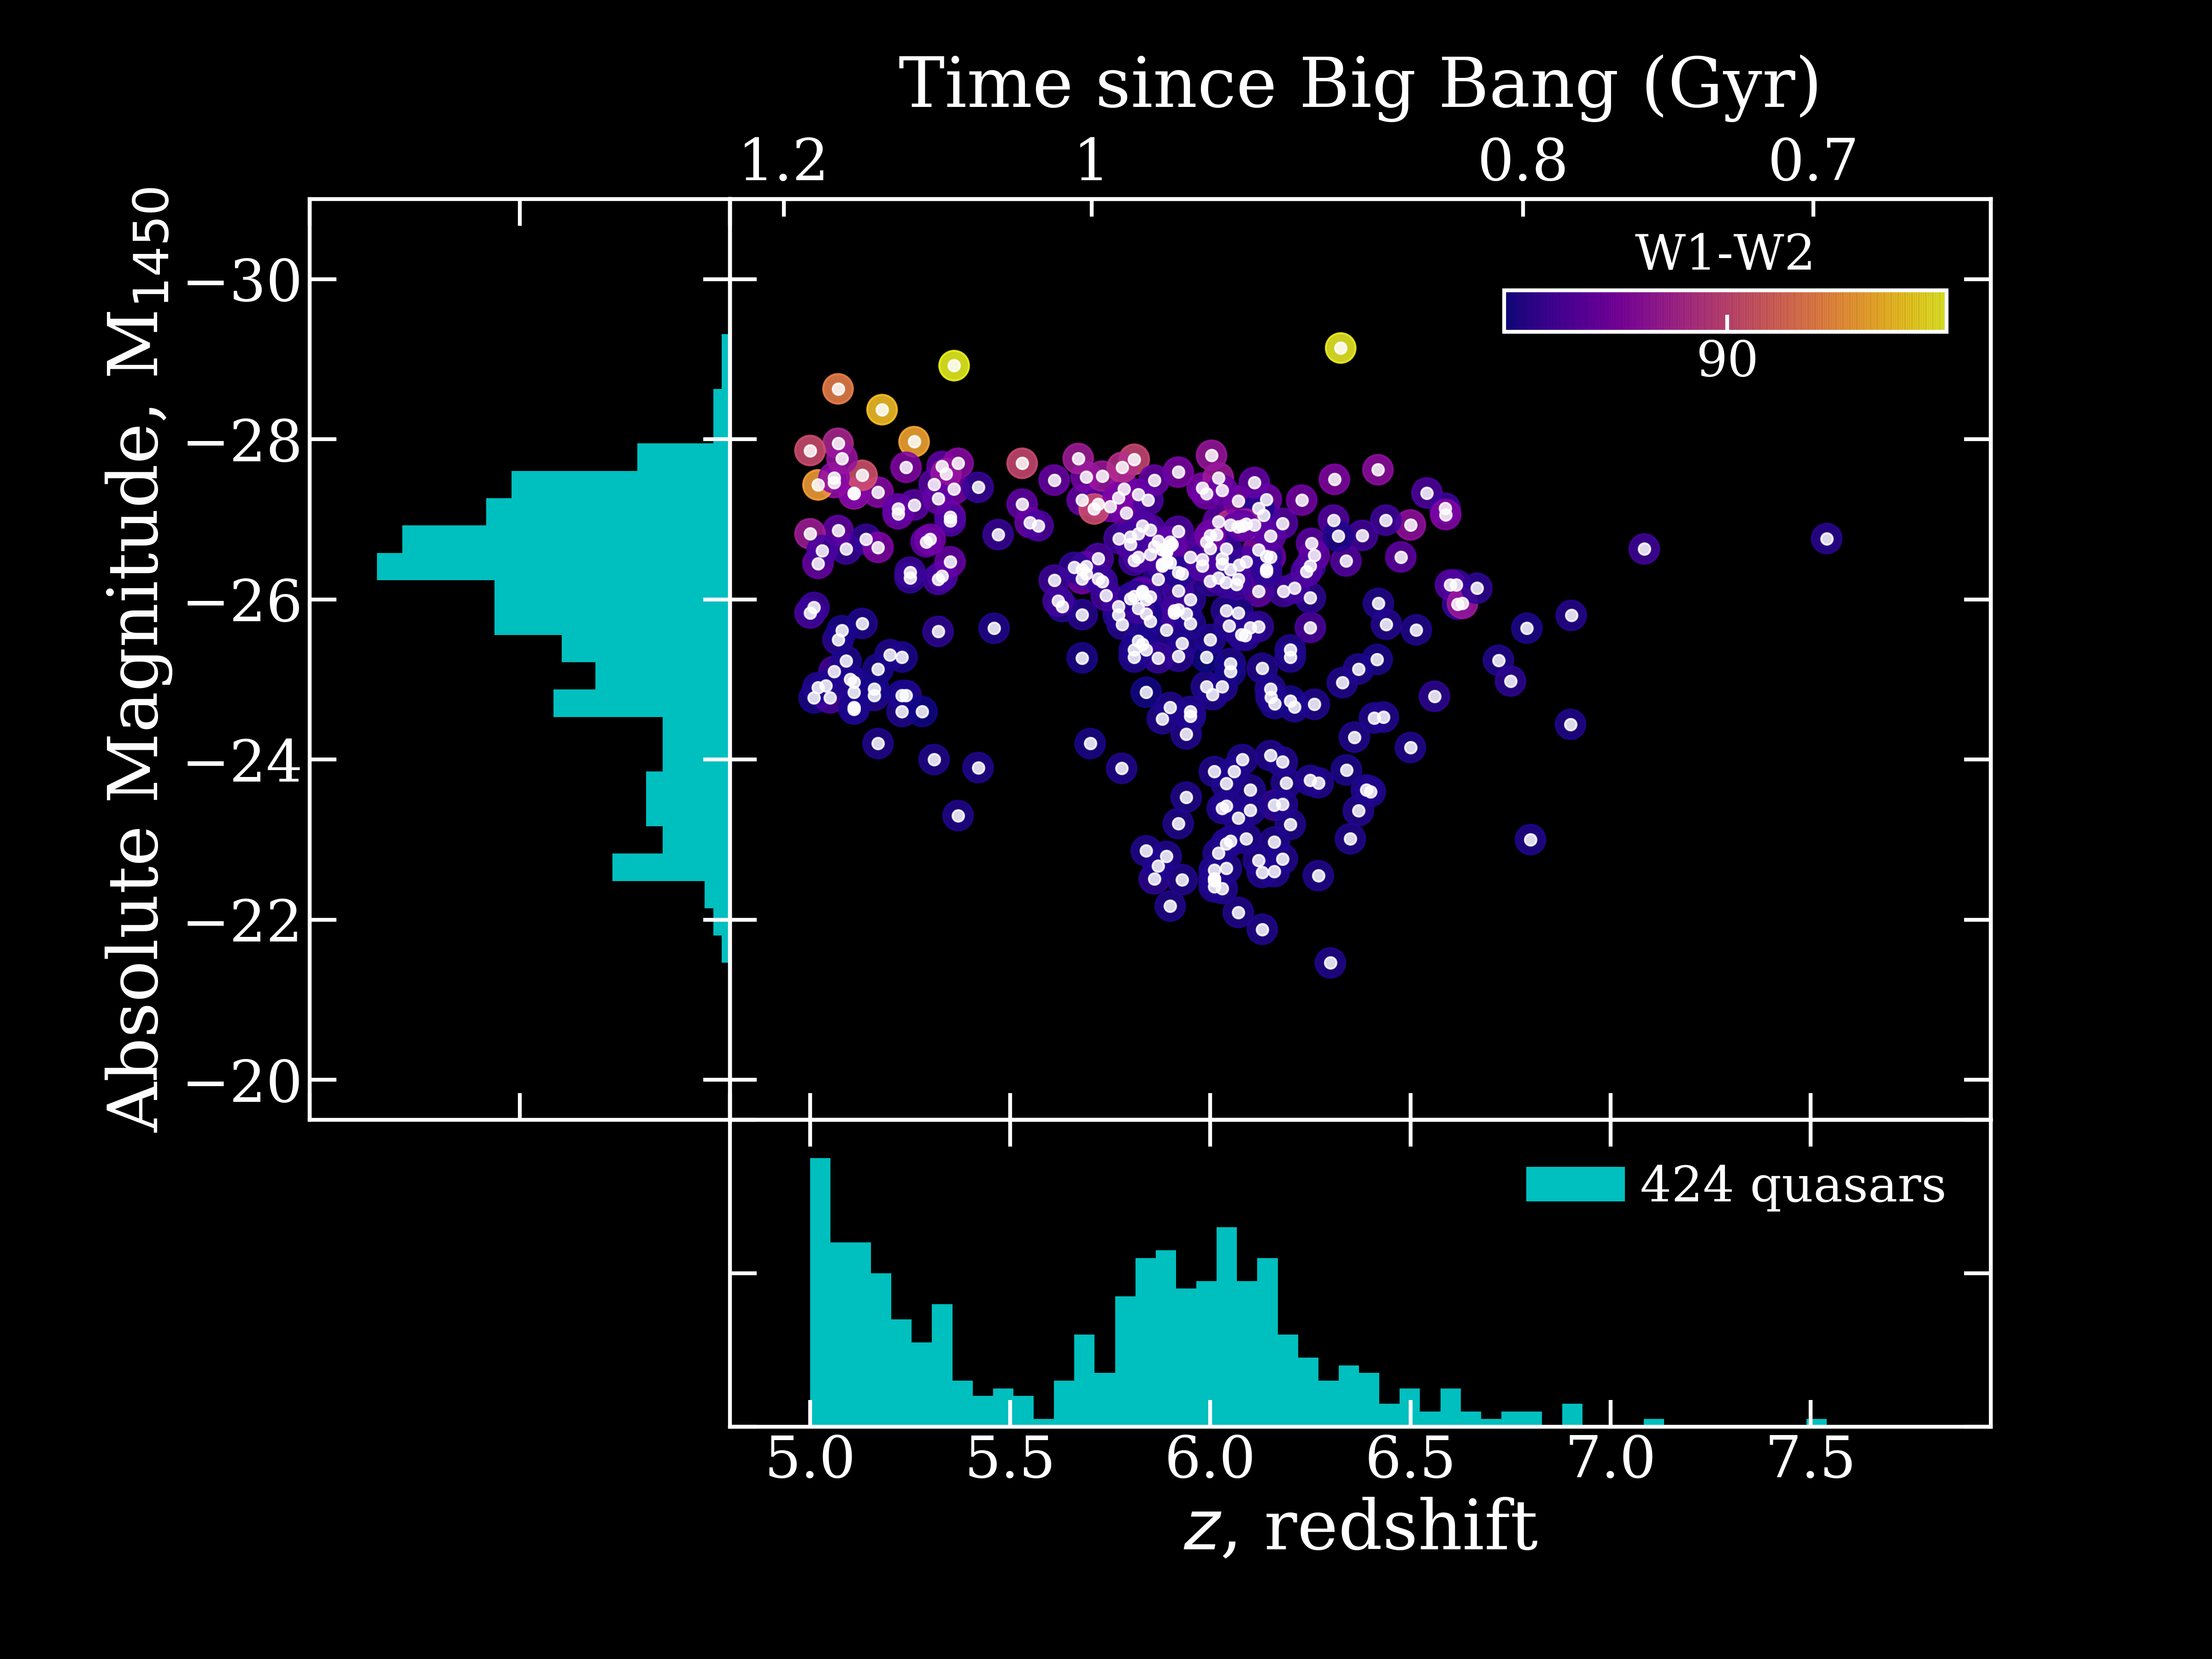 Time since Big Bang (Gyr)
1.2 1 0.8 0.7
W1-W2
90
Absolute Magnitude, M1450
−30
−28
−26
−24
−22
−20
424 quasars
5.0 5.5 6.0 6.5 7.0 7.5
z, redshift